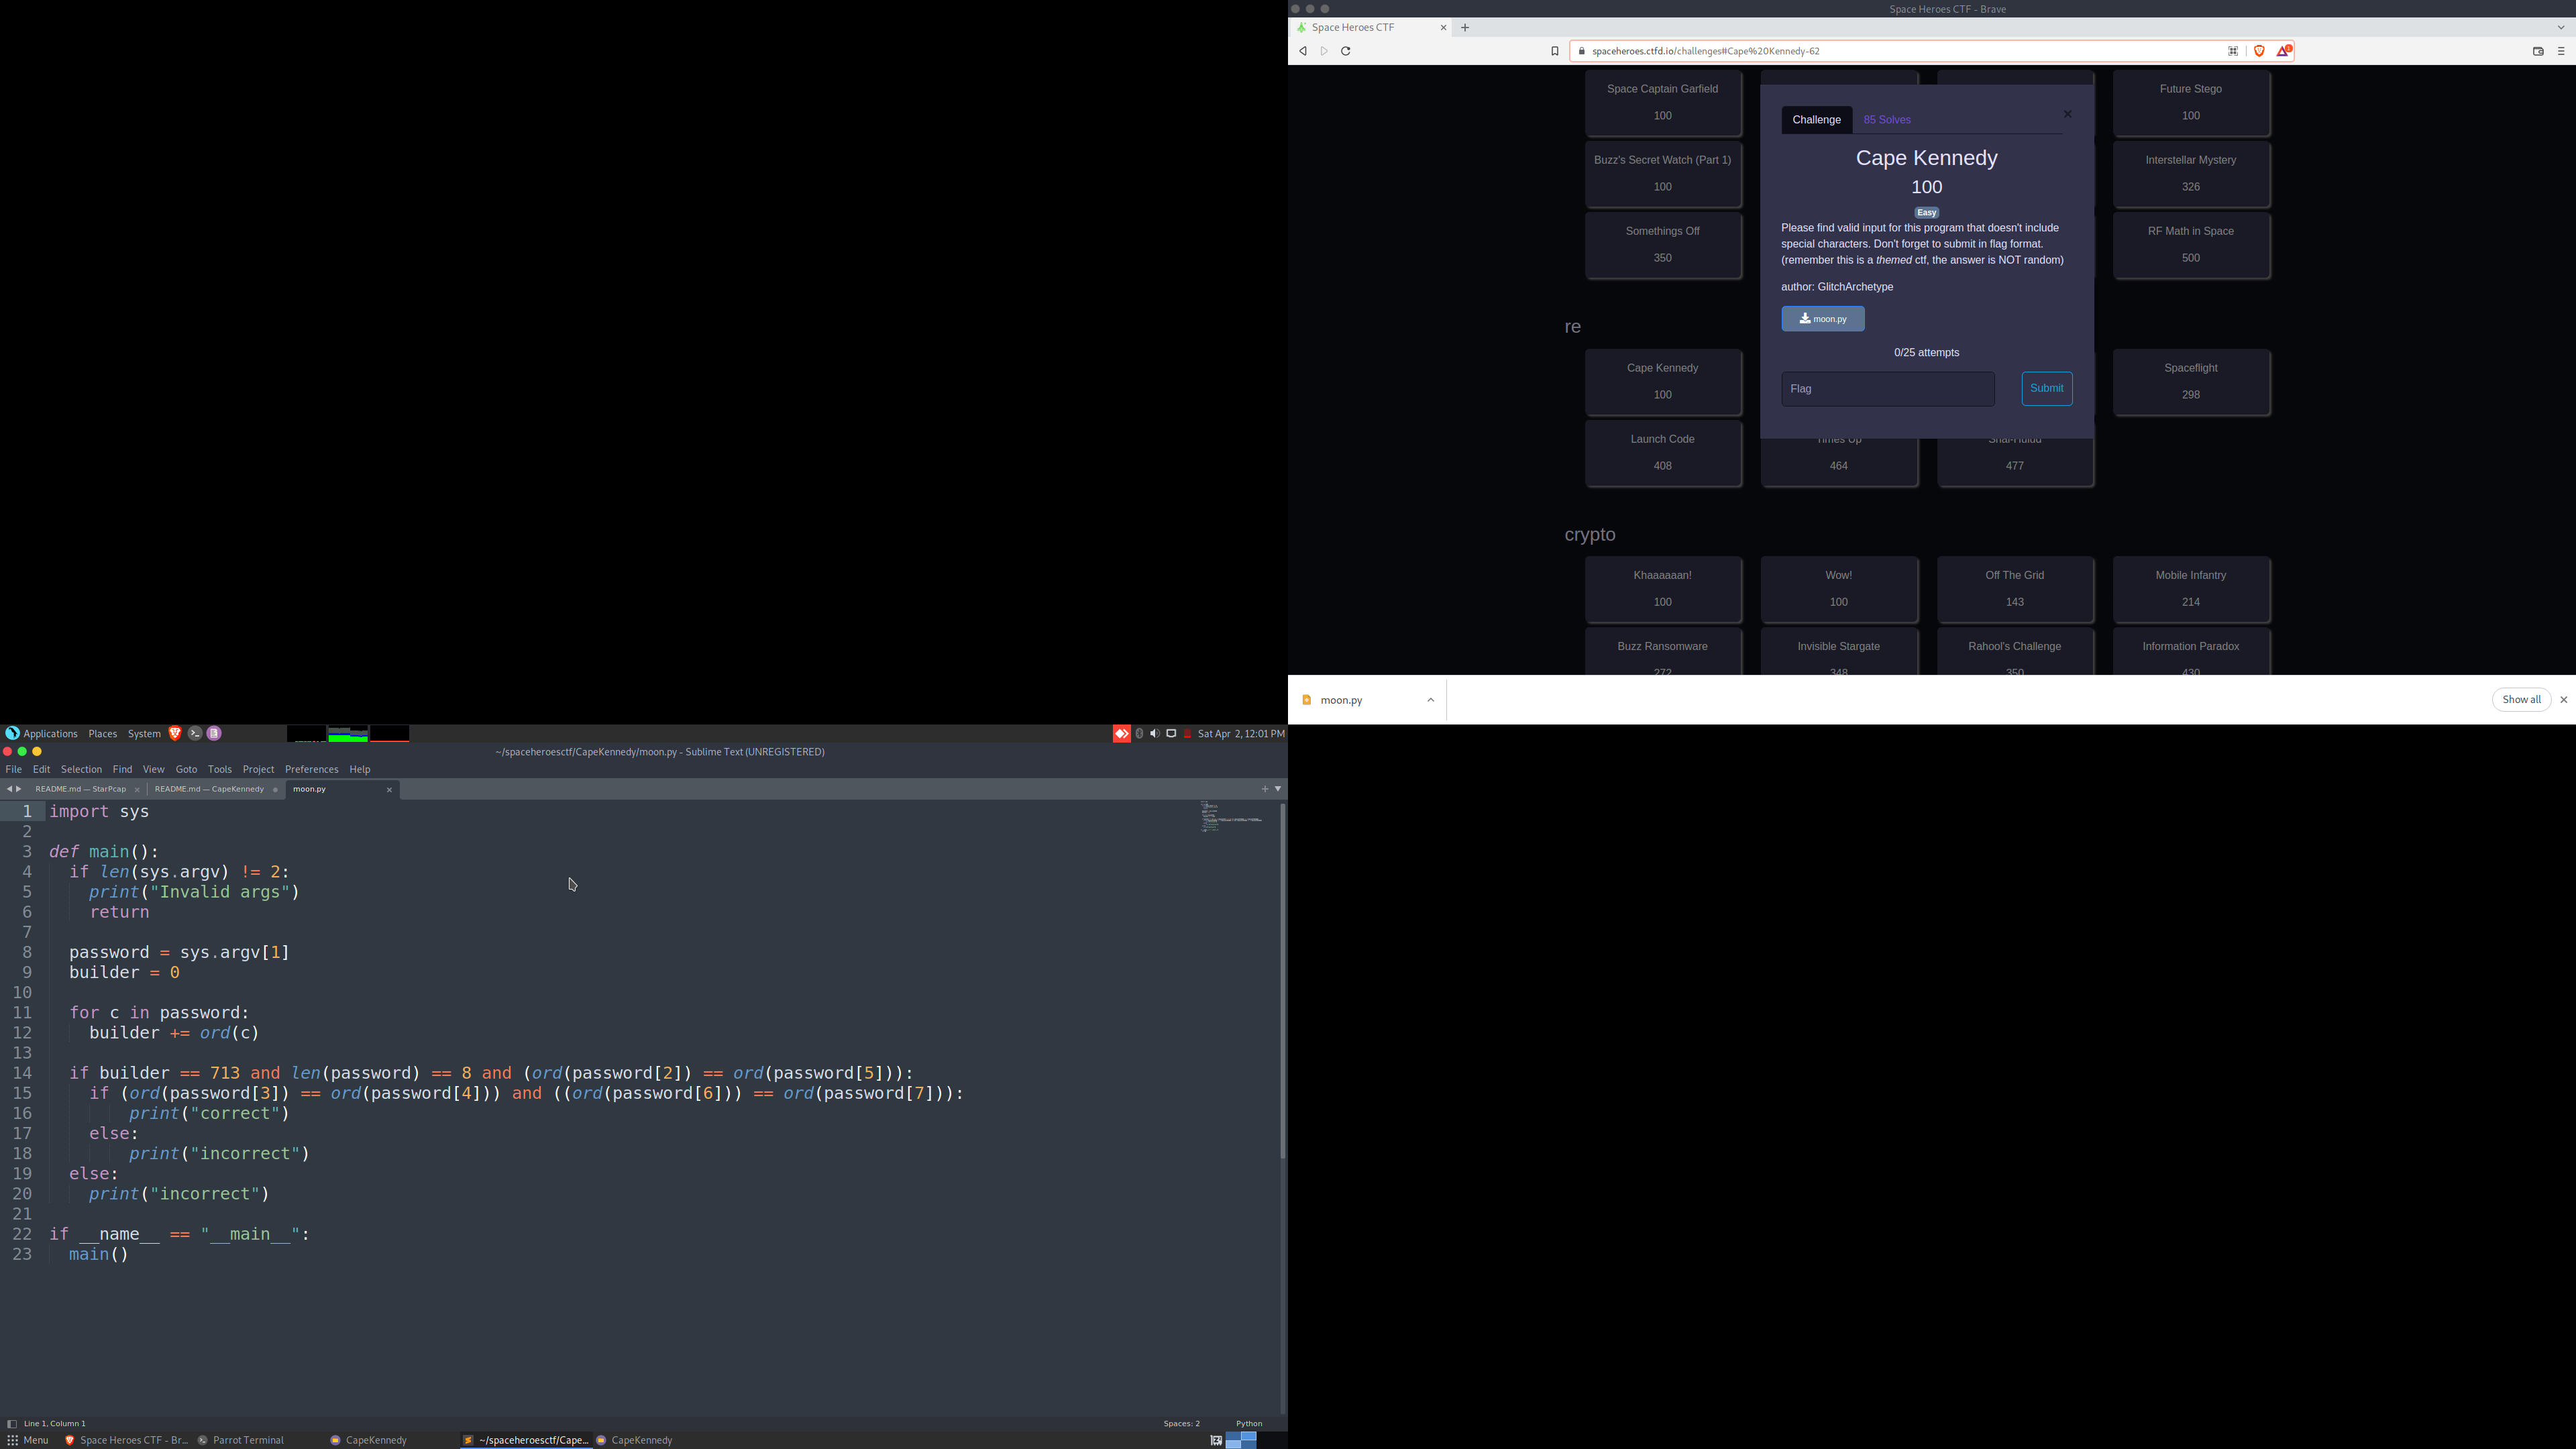 Space Heroes CTF - Brave
Space Heroes CTF
spaceheroes.ctfd.io/challenges#Cape%20Kennedy-62
Space Captain Garfield
100
Future Stego
100
Buzz's Secret Watch (Part 1)
100
Interstellar Mystery
326
Somethings Off
350
RF Math in Space
500
Challenge
85 Solves
Cape Kennedy
100
Easy
Please find valid input for this program that doesn't include
special characters. Don't forget to submit in flag format.
(remember this is a themed ctf, the answer is NOT random)
author: GlitchArchetype
moon.py
0/25 attempts
Flag
Submit
re
Cape Kennedy
100
Spaceflight
298
Launch Code
408
Times Up
464
Shai-Hulud
477
crypto
Khaaaaaan!
100
Wow!
100
Off The Grid
143
Mobile Infantry
214
Buzz Ransomware
272
Invisible Stargate
348
Rahool's Challenge
350
Information Paradox
430
moon.py
Show all
Applications Places System
Sat Apr 2, 12:01 PM
~/spaceheroesctf/CapeKennedy/moon.py - Sublime Text (UNREGISTERED)
File Edit Selection Find View Goto Tools Project Preferences Help
README.md — StarPcap
README.md — CapeKennedy
moon.py
1 import sys
2
3 def main():
4 if len(sys.argv) != 2:
5 print("Invalid args")
6 return
7
8 password = sys.argv[1]
9 builder = 0
10
11 for c in password:
12 builder += ord(c)
13
14 if builder == 713 and len(password) == 8 and (ord(password[2]) == ord(password[5])):
15 if (ord(password[3]) == ord(password[4])) and ((ord(password[6])) == ord(password[7])):
16 print("correct")
17 else:
18 print("incorrect")
19 else:
20 print("incorrect")
21
22 if __name__ == "__main__":
23 main()
Line 1, Column 1
Spaces: 2
Python
Menu
Space Heroes CTF - Br...
Parrot Terminal
CapeKennedy
~/spaceheroesctf/Cape...
CapeKennedy